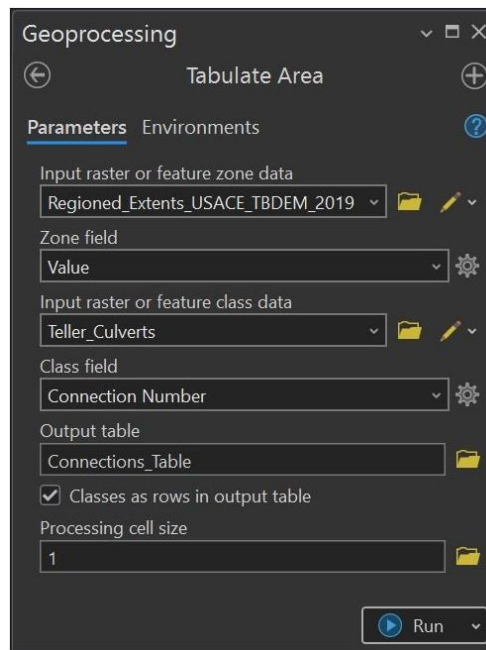 Geoprocessing
Tabulate Area
Parameters Environments
Input raster or feature zone data
Regioned_Extents_USACE_TBDEM_2019
Zone field
Value
Input raster or feature class data
Teller_Culverts
Class field
Connection Number
Output table
Connections_Table
Classes as rows in output table
Processing cell size
1
Run